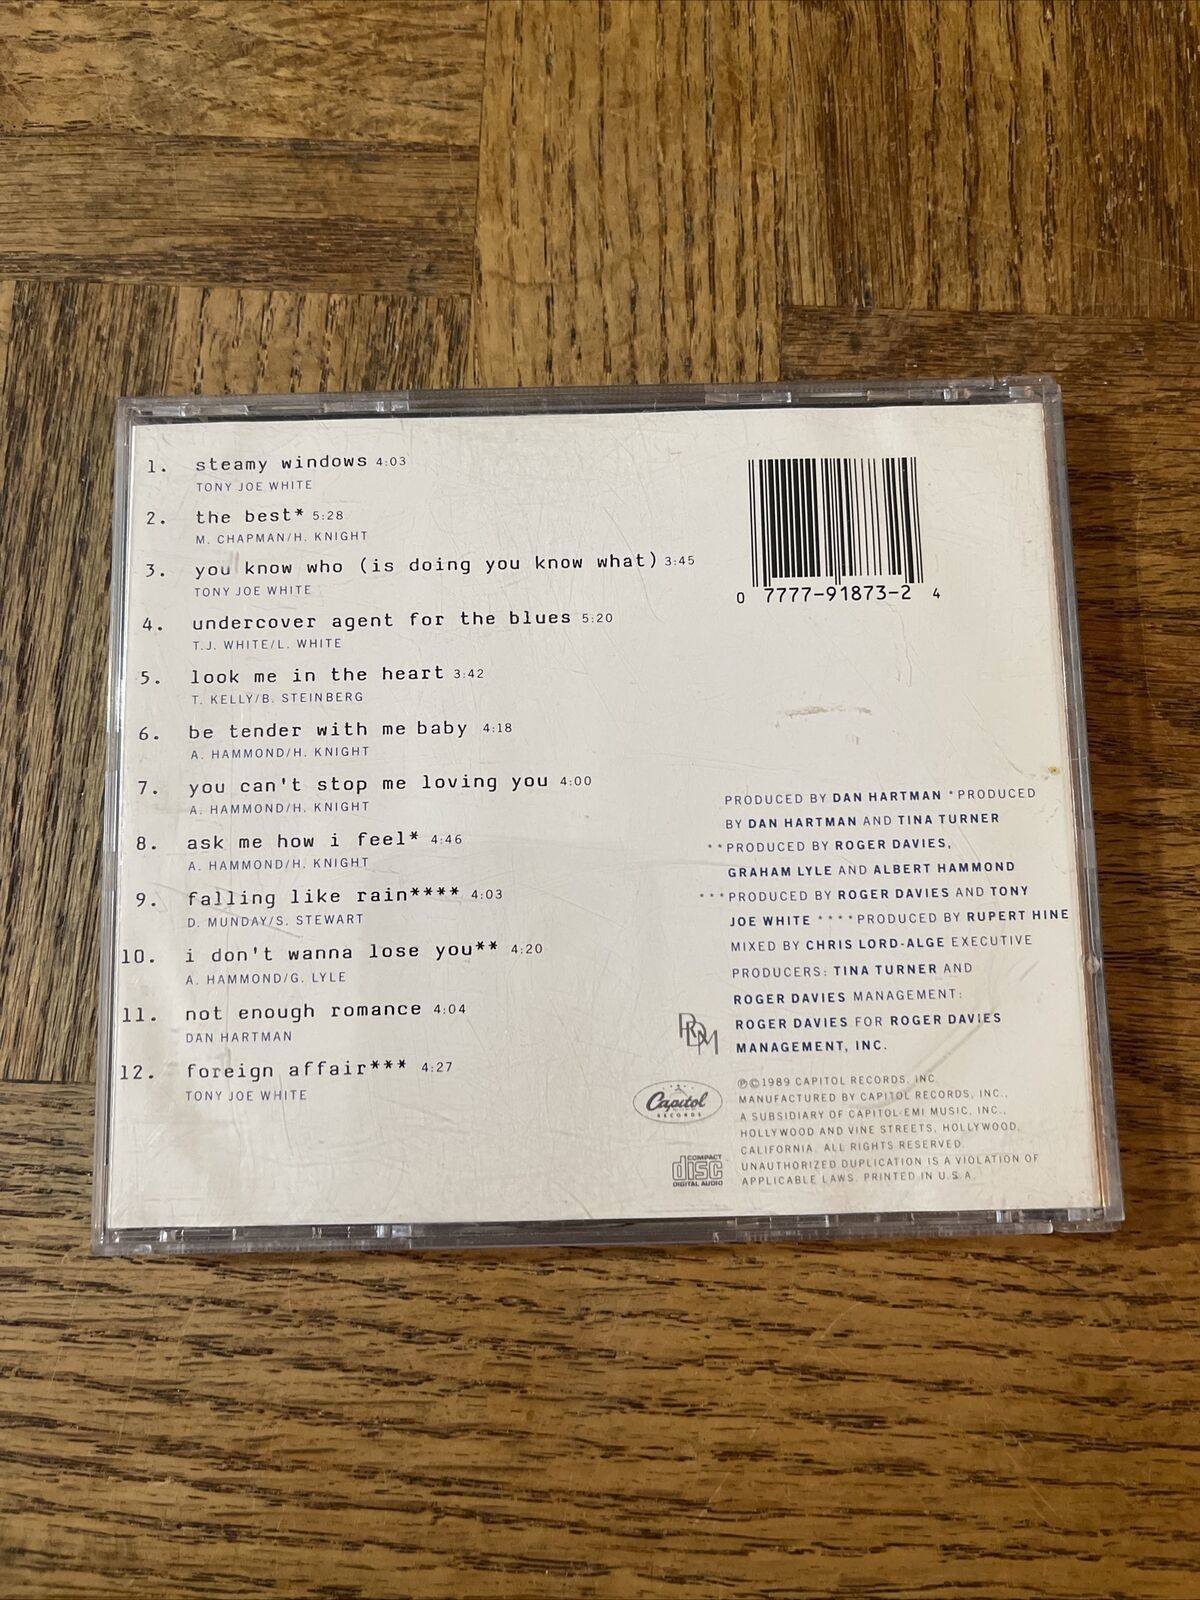 1. steamy windows 4:03
TONY JOE WHITE
2. the best* 5:28
M. CHAPMAN/H. KNIGHT
3. you know who (is doing you know what) 3:45
TONY JOE WHITE
4. undercover agent for the blues 5:20
T.J. WHITE/L. WHITE
5. look me in the heart 3:42
T. KELLY/B. STEINBERG
6. be tender with me baby 4:18
A. HAMMOND/H. KNIGHT
7. you can't stop me loving you 4:00
A. HAMMOND/H. KNIGHT
8. ask me how i feel* 4:46
A. HAMMOND/H. KNIGHT
9. falling like rain**** 4:03
D. MUNDAY/S. STEWART
10. i don't wanna lose you** 4:20
A. HAMMOND/G. LYLE
11. not enough romance 4:04
DAN HARTMAN
12. foreign affair*** 4:27
TONY JOE WHITE
0 7777-91873-2 4
PRODUCED BY DAN HARTMAN *PRODUCED
BY DAN HARTMAN AND TINA TURNER
**PRODUCED BY ROGER DAVIES,
GRAHAM LYLE AND ALBERT HAMMOND
***PRODUCED BY ROGER DAVIES AND TONY
JOE WHITE ****PRODUCED BY RUPERT HINE
MIXED BY CHRIS LORD-ALGE EXECUTIVE
PRODUCERS: TINA TURNER AND
ROGER DAVIES MANAGEMENT:
ROGER DAVIES FOR ROGER DAVIES
MANAGEMENT, INC.
RDM
Capitol
RECORDS
℗©1989 CAPITOL RECORDS, INC.
MANUFACTURED BY CAPITOL RECORDS, INC.,
A SUBSIDIARY OF CAPITOL-EMI MUSIC, INC.,
HOLLYWOOD AND VINE STREETS, HOLLYWOOD,
CALIFORNIA. ALL RIGHTS RESERVED.
UNAUTHORIZED DUPLICATION IS A VIOLATION OF
APPLICABLE LAWS. PRINTED IN U.S.A.
COMPACT
disc
DIGITAL AUDIO